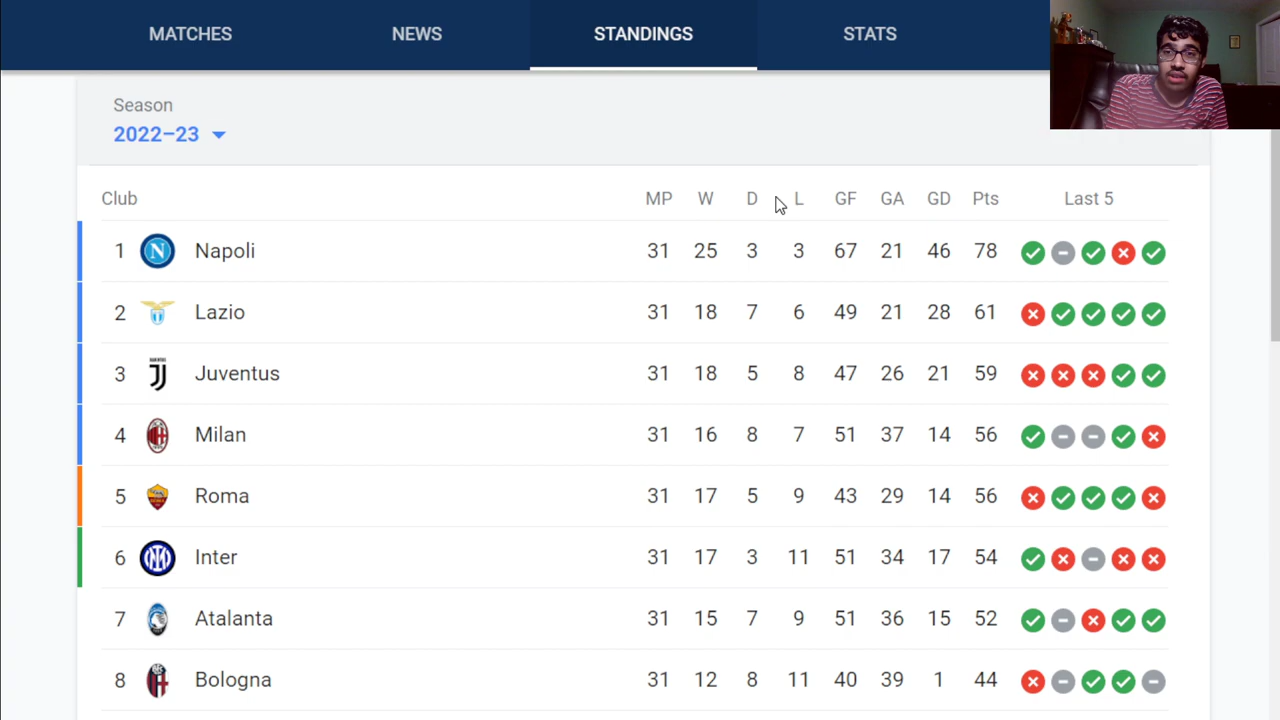 MATCHES NEWS STANDINGS STATS
Season
2022–23
Club MP W D L GF GA GD Pts Last 5
1 N Napoli 31 25 3 3 67 21 46 78
2 Lazio 31 18 7 6 49 21 28 61
3 JUVENTUS Juventus 31 18 5 8 47 26 21 59
4 Milan 31 16 8 7 51 37 14 56
5 Roma 31 17 5 9 43 29 14 56
6 Inter 31 17 3 11 51 34 17 54
7 Atalanta 31 15 7 9 51 36 15 52
8 Bologna 31 12 8 11 40 39 1 44